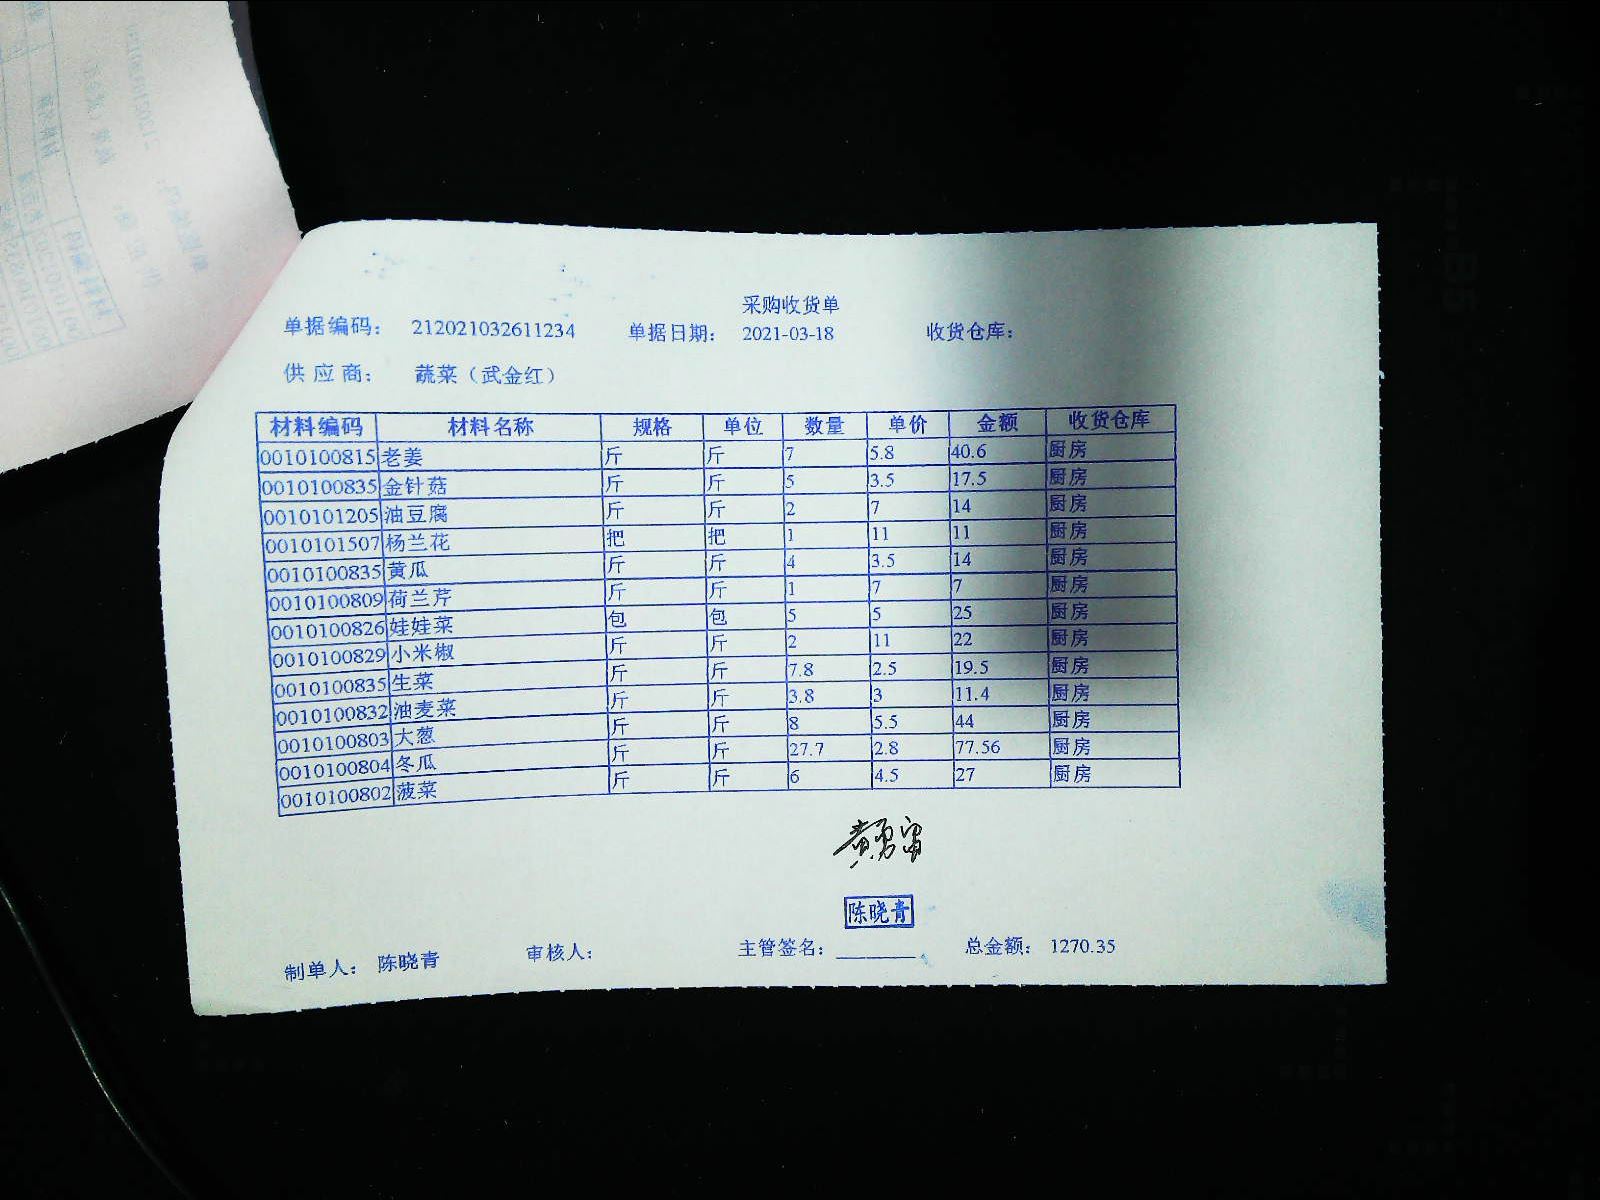 采购收货单
单据编码： 212021032611234 单据日期： 2021-03-18 收货仓库：
供 应 商： 蔬菜（武金红）
材料编码 材料名称 规格 单位 数量 单价 金额 收货仓库
0010100815 老姜 斤 斤 7 5.8 40.6 厨房
0010100835 金针菇 斤 斤 5 3.5 17.5 厨房
0010101205 油豆腐 斤 斤 2 7 14 厨房
0010101507 杨兰花 把 把 1 11 11 厨房
0010100835 黄瓜 斤 斤 4 3.5 14 厨房
0010100809 荷兰芹 斤 斤 1 7 7 厨房
0010100826 娃娃菜 包 包 5 5 25 厨房
0010100829 小米椒 斤 斤 2 11 22 厨房
0010100835 生菜 斤 斤 7.8 2.5 19.5 厨房
0010100832 油麦菜 斤 斤 3.8 3 11.4 厨房
0010100803 大葱 斤 斤 8 5.5 44 厨房
0010100804 冬瓜 斤 斤 27.7 2.8 77.56 厨房
0010100802 菠菜 斤 斤 6 4.5 27 厨房
陈晓青
制单人： 陈晓青 审核人： 主管签名： 总金额： 1270.35